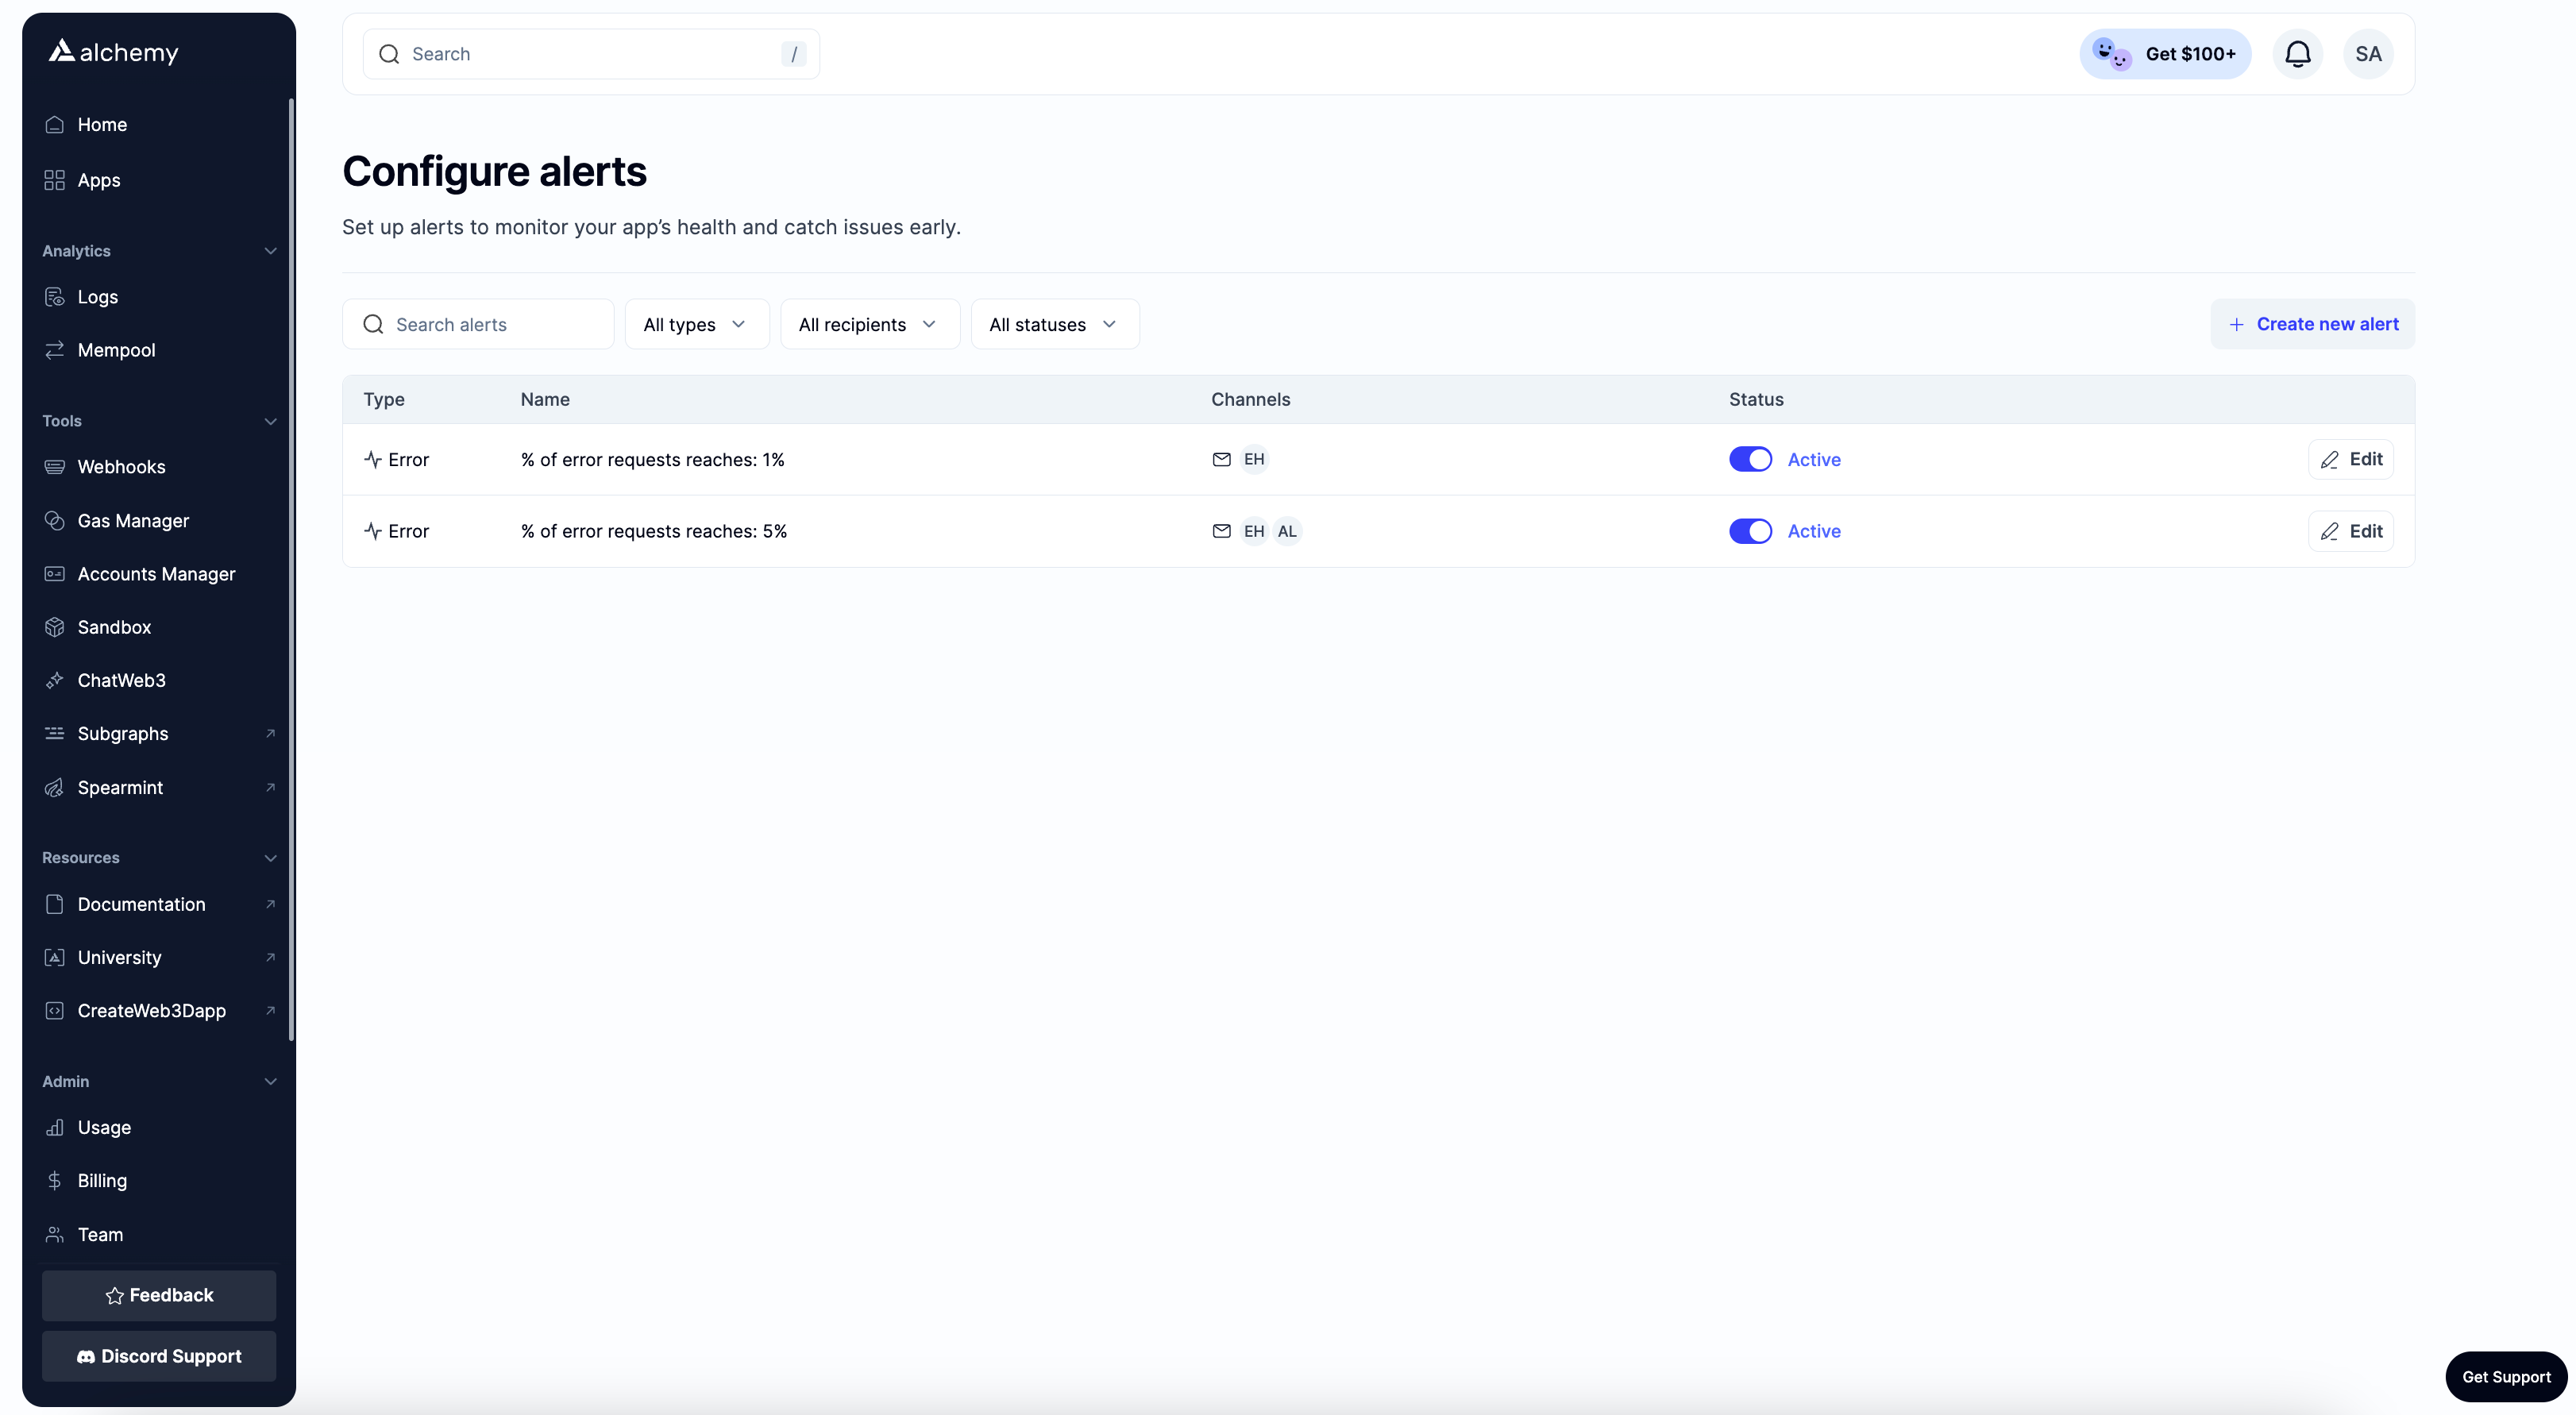 alchemy
Home
Apps
Analytics
Logs
Mempool
Tools
Webhooks
Gas Manager
Accounts Manager
Sandbox
ChatWeb3
Subgraphs
Spearmint
Resources
Documentation
University
CreateWeb3Dapp
Admin
Usage
Billing
Team
Feedback
Discord Support
Search /
Get $100+
SA
Configure alerts
Set up alerts to monitor your app’s health and catch issues early.
Search alerts All types All recipients All statuses + Create new alert
Type Name Channels Status
Error % of error requests reaches: 1% EH Active Edit
Error % of error requests reaches: 5% EH AL Active Edit
Get Support